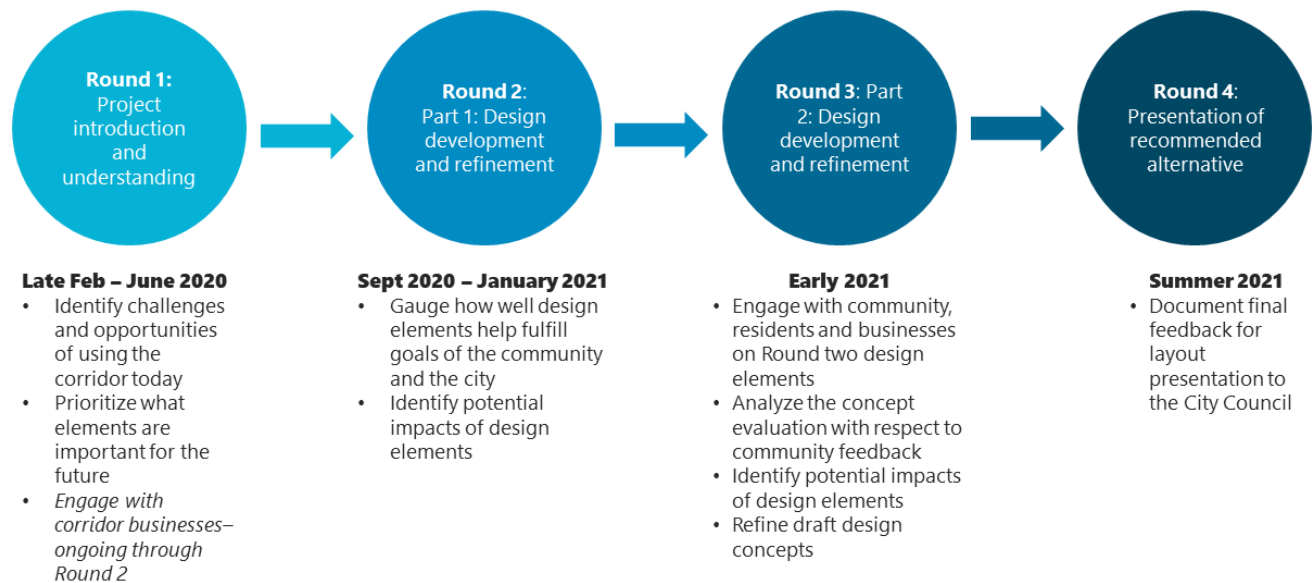 Round 1:
Project
introduction
and
understanding
Round 2:
Part 1: Design
development
and refinement
Round 3: Part
2: Design
development
and refinement
Round 4:
Presentation of
recommended
alternative
Late Feb – June 2020
• Identify challenges
and opportunities
of using the
corridor today
• Prioritize what
elements are
important for the
future
• Engage with
corridor businesses–
ongoing through
Round 2
Sept 2020 – January 2021
• Gauge how well design
elements help fulfill
goals of the community
and the city
• Identify potential
impacts of design
elements
Early 2021
• Engage with community,
residents and businesses
on Round two design
elements
• Analyze the concept
evaluation with respect to
community feedback
• Identify potential impacts
of design elements
• Refine draft design
concepts
Summer 2021
• Document final
feedback for
layout
presentation to
the City Council